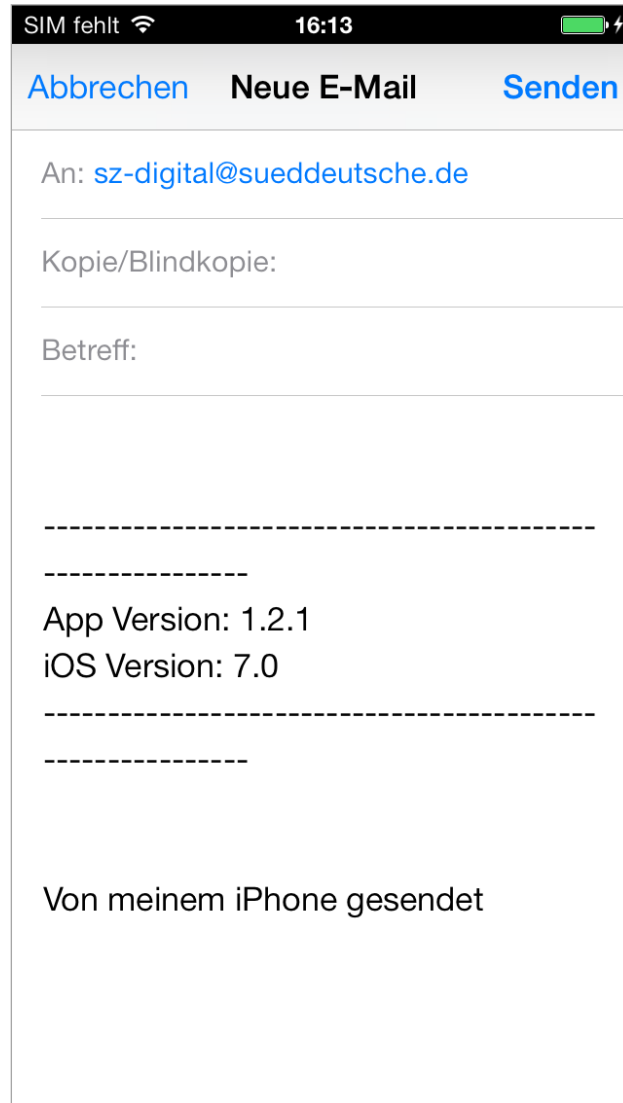 SIM fehlt 16:13
Abbrechen Neue E-Mail Senden
An: sz-digital@sueddeutsche.de
Kopie/Blindkopie:
Betreff:
-------------------------------------------
----------------
App Version: 1.2.1
iOS Version: 7.0
-------------------------------------------
----------------
Von meinem iPhone gesendet